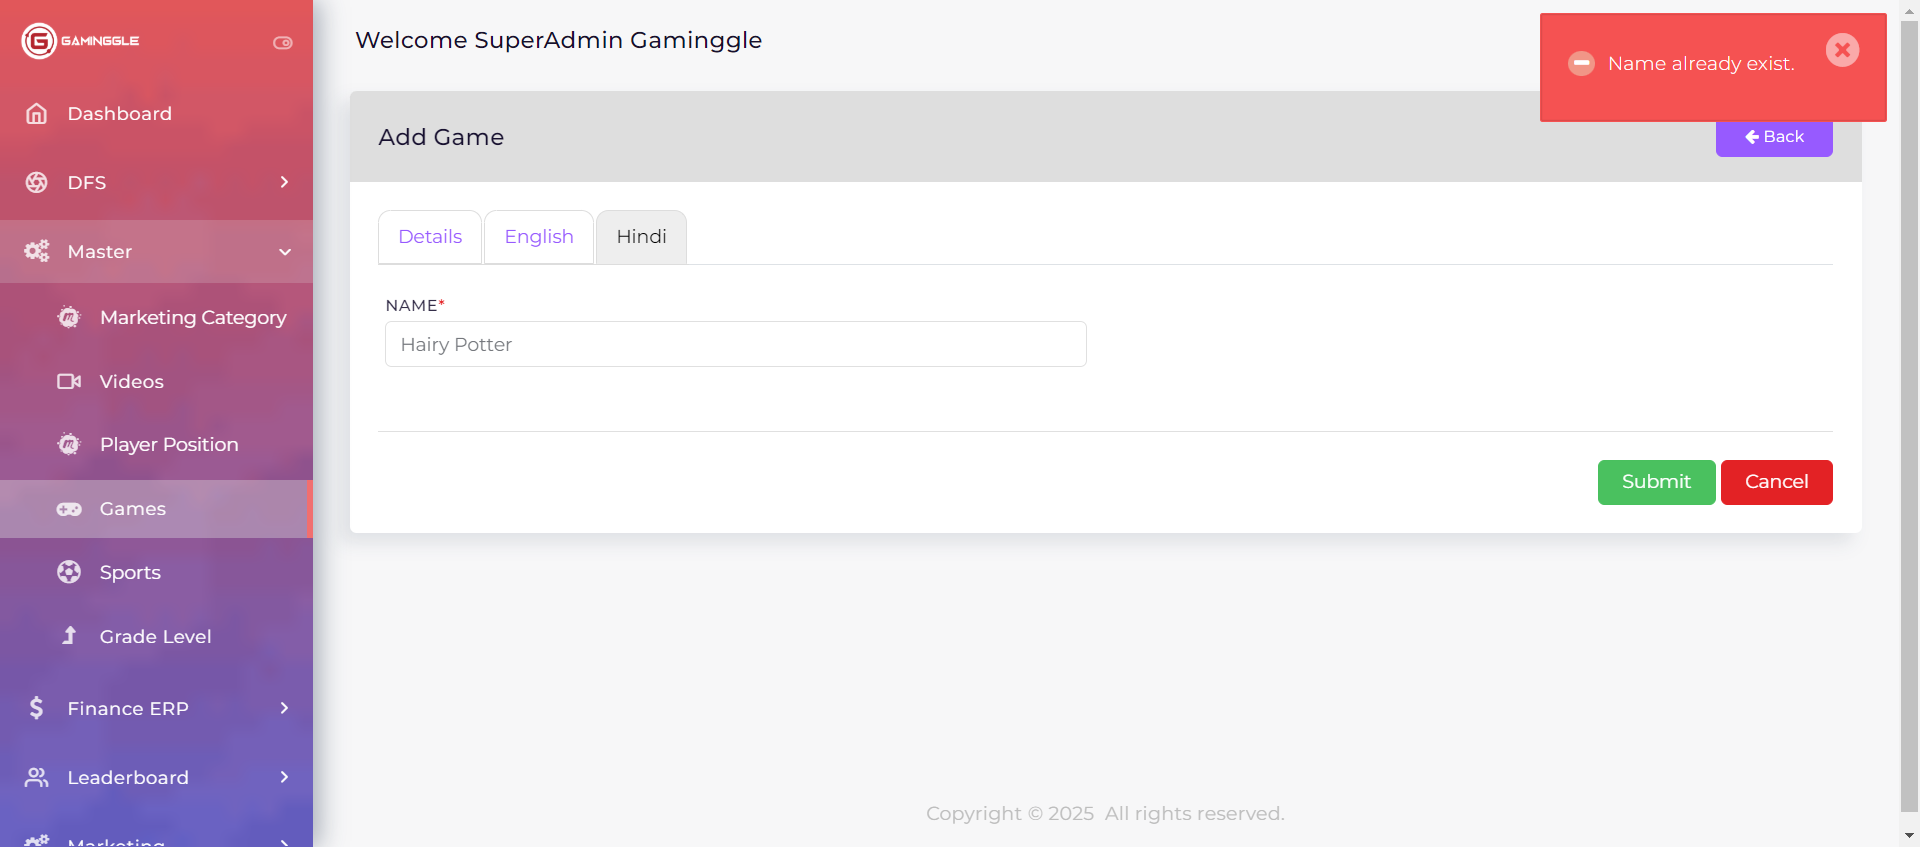 GAMINGGLE
Welcome SuperAdmin Gaminggle
Name already exist.
Dashboard
DFS
Master
Marketing Category
Videos
Player Position
Games
Sports
Grade Level
Finance ERP
Leaderboard
Marketing
Add Game
Back
Details
English
Hindi
NAME*
Hairy Potter
Submit
Cancel
Copyright © 2025 All rights reserved.